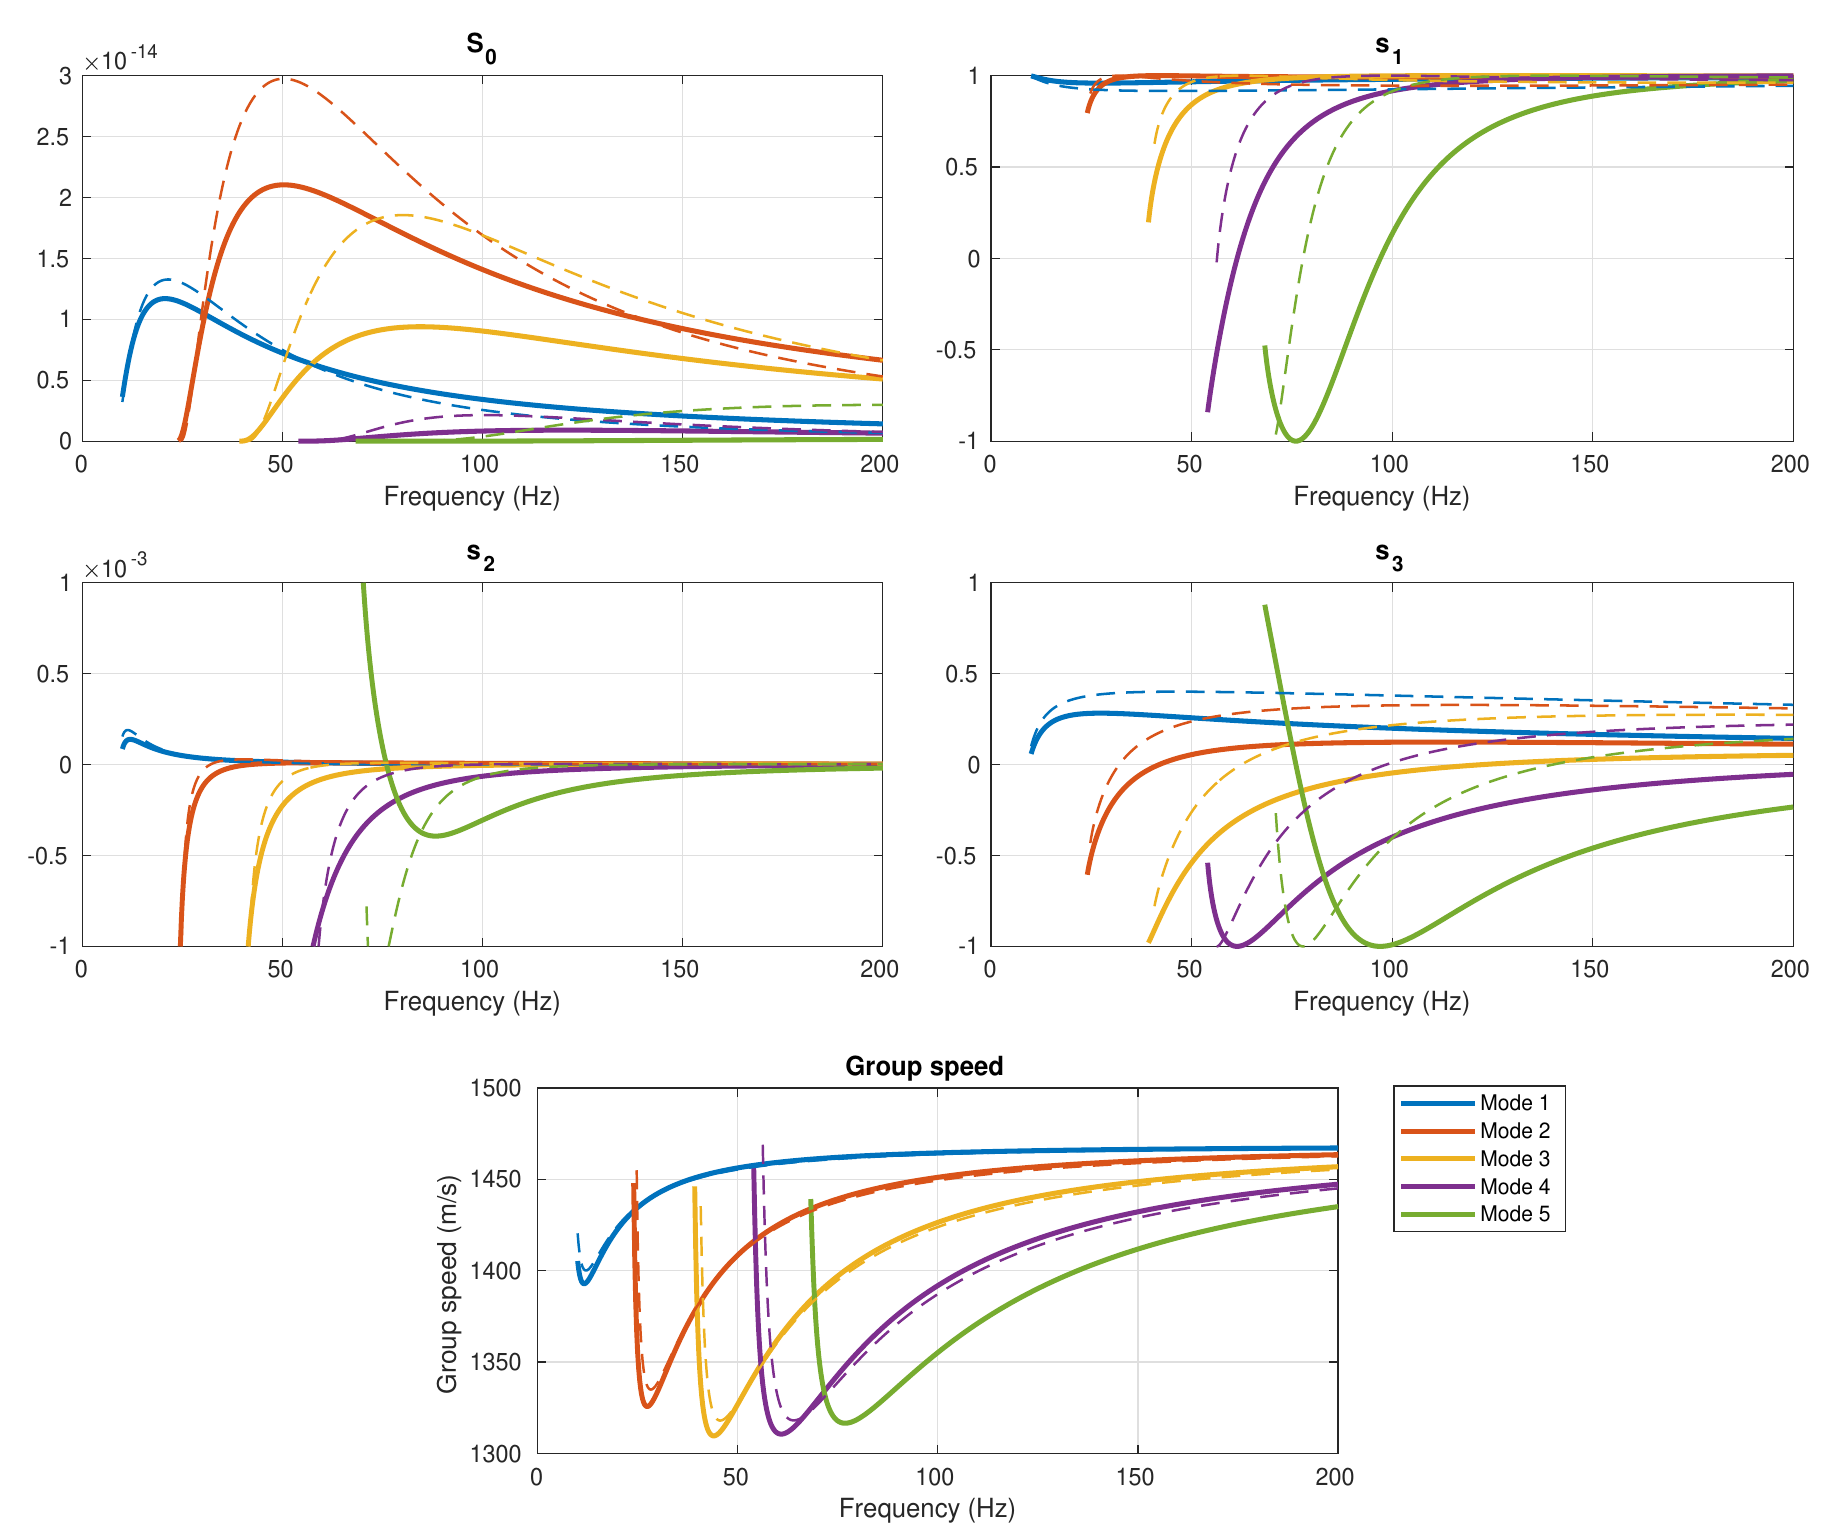 S0
×10-14
3
2.5
2
1.5
1
0.5
0
0 50 100 150 200
Frequency (Hz)
s1
1
0.5
0
-0.5
-1
0 50 100 150 200
Frequency (Hz)
s2
×10-3
1
0.5
0
-0.5
-1
0 50 100 150 200
Frequency (Hz)
s3
1
0.5
0
-0.5
-1
0 50 100 150 200
Frequency (Hz)
Group speed
Group speed (m/s)
1500
1450
1400
1350
1300
0 50 100 150 200
Frequency (Hz)
Mode 1
Mode 2
Mode 3
Mode 4
Mode 5